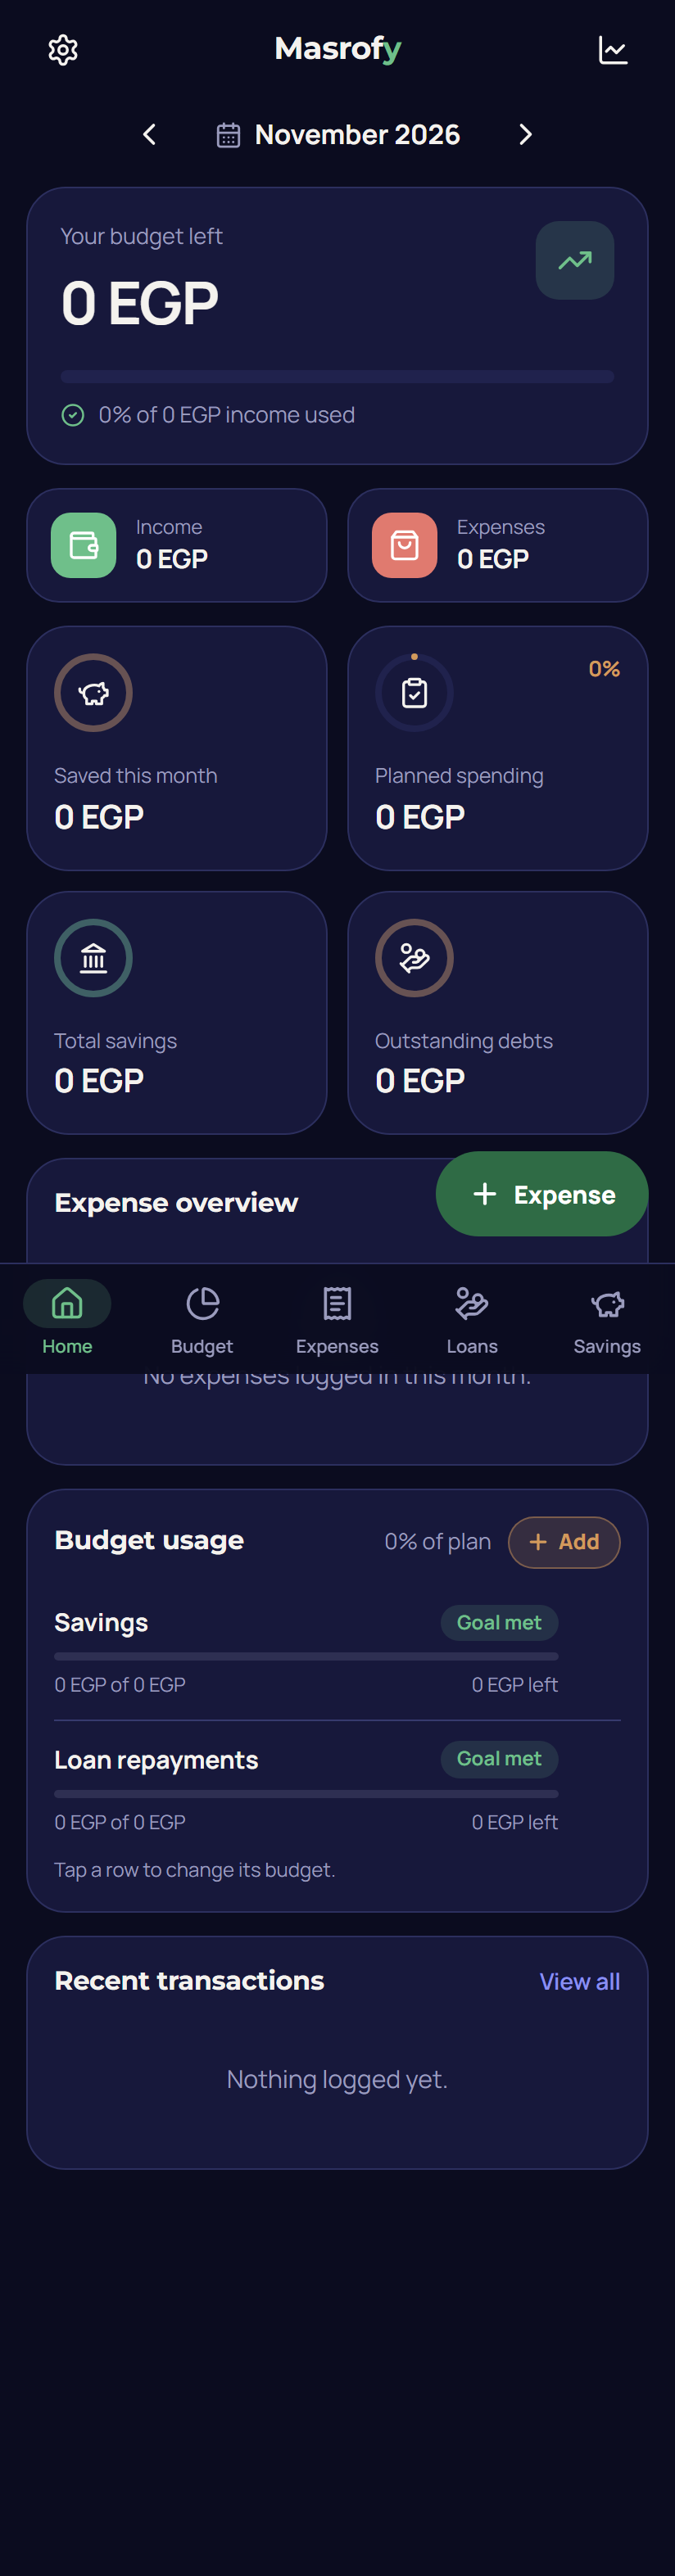 Masrofy
November 2026
Your budget left
0 EGP
0% of 0 EGP income used
Income
0 EGP
Expenses
0 EGP
0%
Saved this month
0 EGP
Planned spending
0 EGP
Total savings
0 EGP
Outstanding debts
0 EGP
Expense overview
Expense
Home
Budget
Expenses
Loans
Savings
No expenses logged in this month.
Budget usage
0% of plan
Add
Savings
Goal met
0 EGP of 0 EGP
0 EGP left
Loan repayments
Goal met
0 EGP of 0 EGP
0 EGP left
Tap a row to change its budget.
Recent transactions
View all
Nothing logged yet.